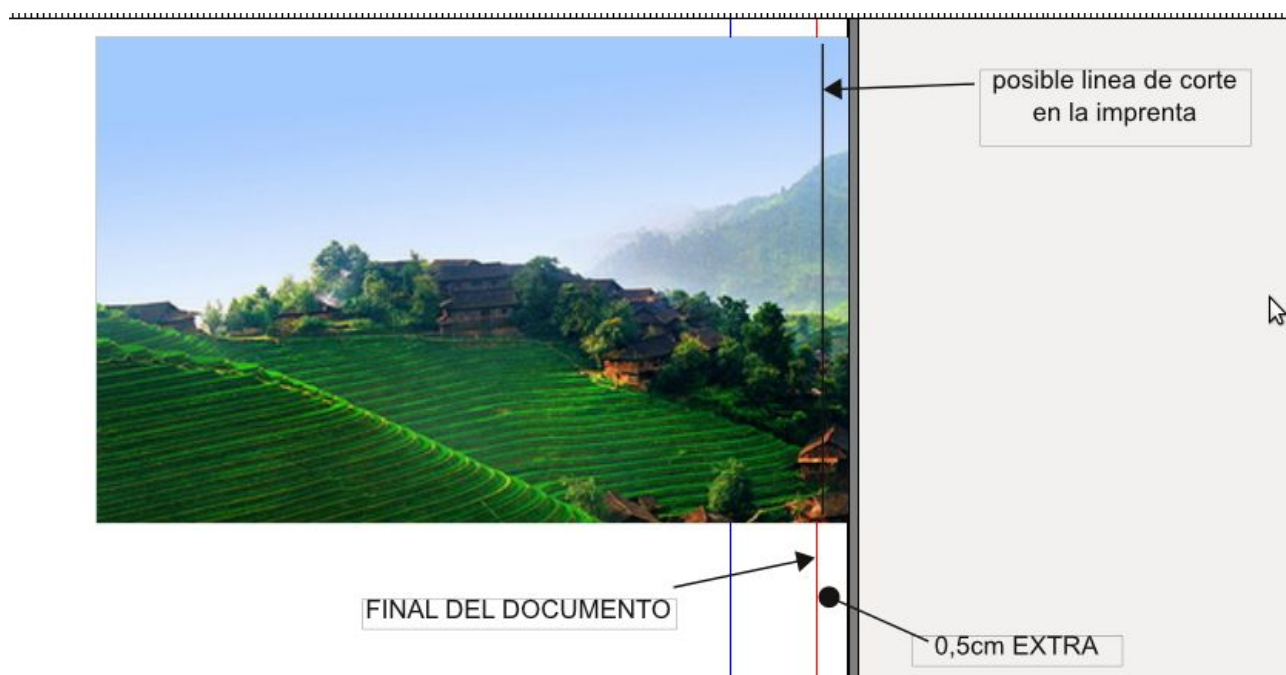 posible linea de corte
en la imprenta
FINAL DEL DOCUMENTO
0,5cm EXTRA